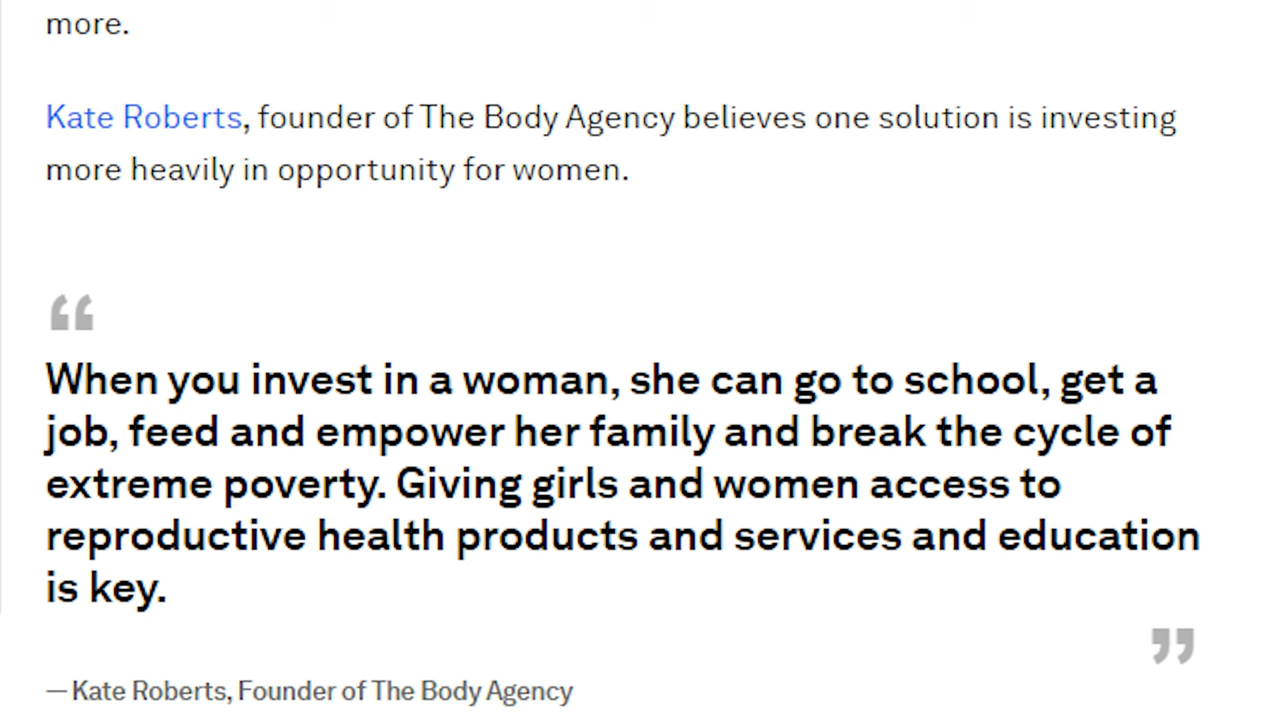 more.
Kate Roberts, founder of The Body Agency believes one solution is investing
more heavily in opportunity for women.
“
When you invest in a woman, she can go to school, get a
job, feed and empower her family and break the cycle of
extreme poverty. Giving girls and women access to
reproductive health products and services and education
is key.
”
— Kate Roberts, Founder of The Body Agency